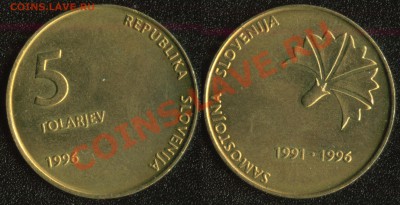 COINS.LAVE.RU
5
TOLARJEV
1996
REPUBLIKA SLOVENIJA
SAMOSTOJNA SLOVENIJA
1991 · 1996
COINS.LAVE.RU